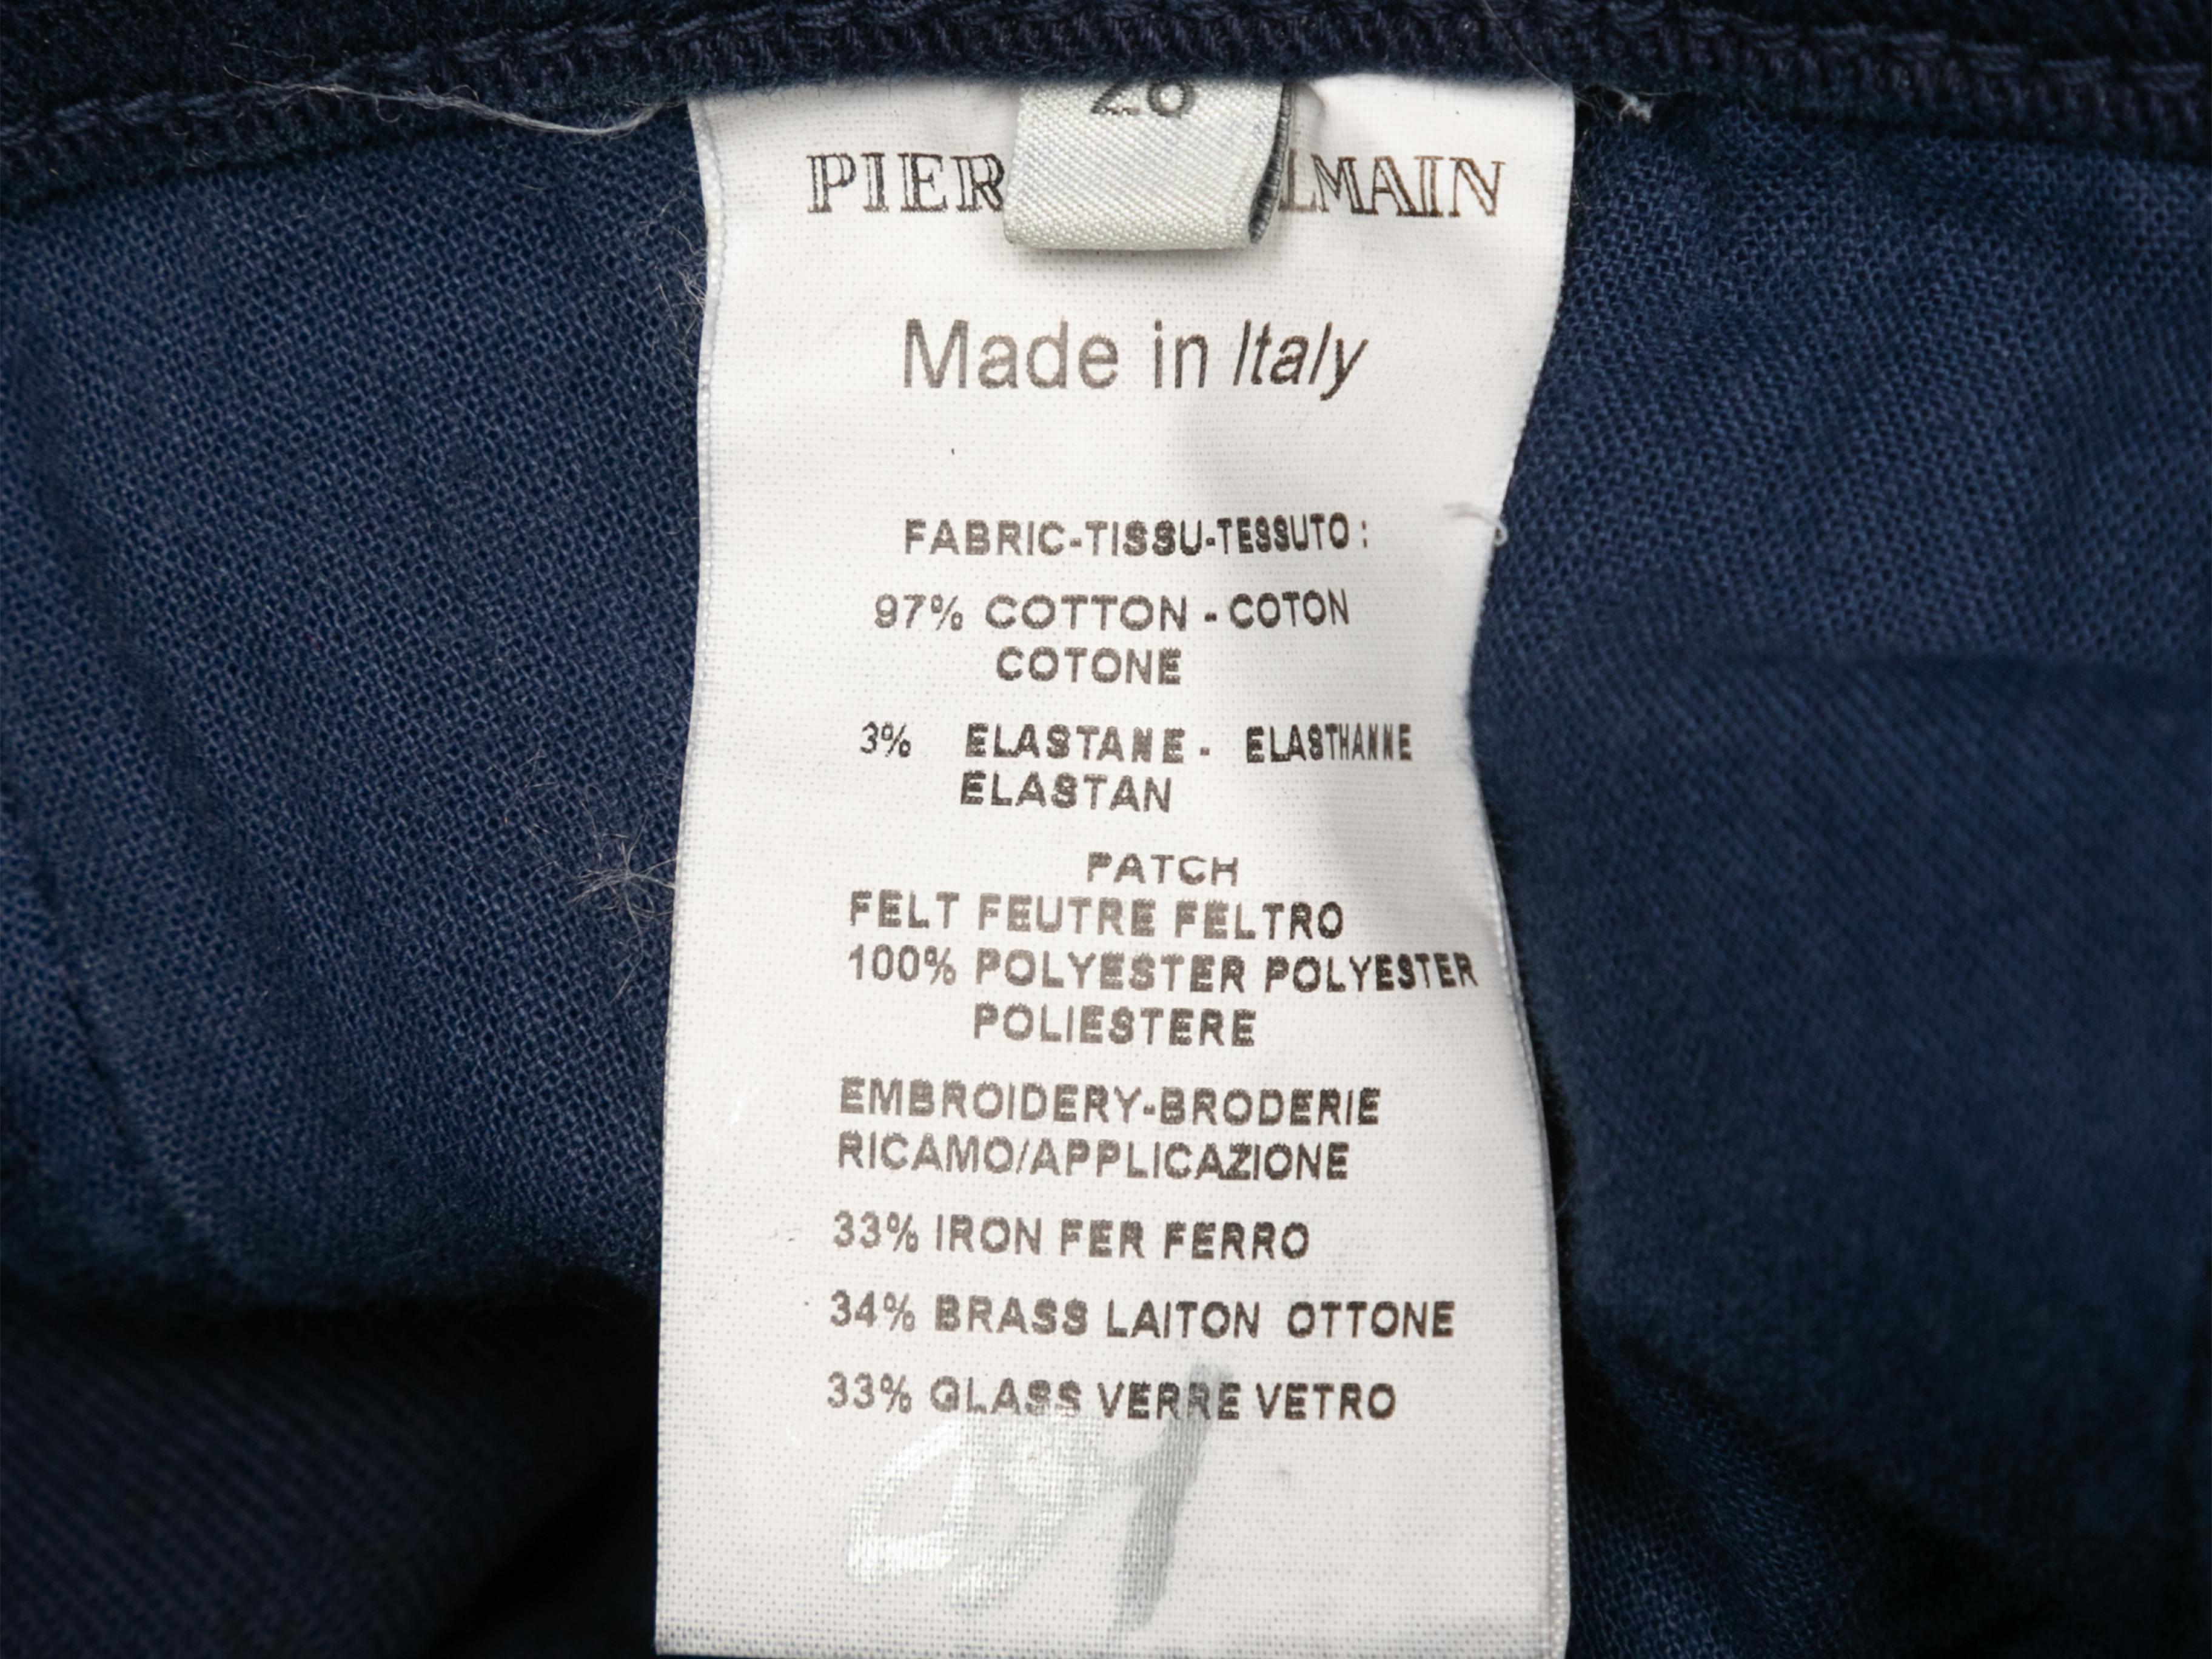 26
PIER LMAIN
Made in Italy
FABRIC-TISSU-TESSUTO :
97% COTTON - COTON
COTONE
3% ELASTANE - ELASTHANNE
ELASTAN
PATCH
FELT FEUTRE FELTRO
100% POLYESTER POLYESTER
POLIESTERE
EMBROIDERY-BRODERIE
RICAMO/APPLICAZIONE
33% IRON FER FERRO
34% BRASS LAITON OTTONE
33% GLASS VERRE VETRO